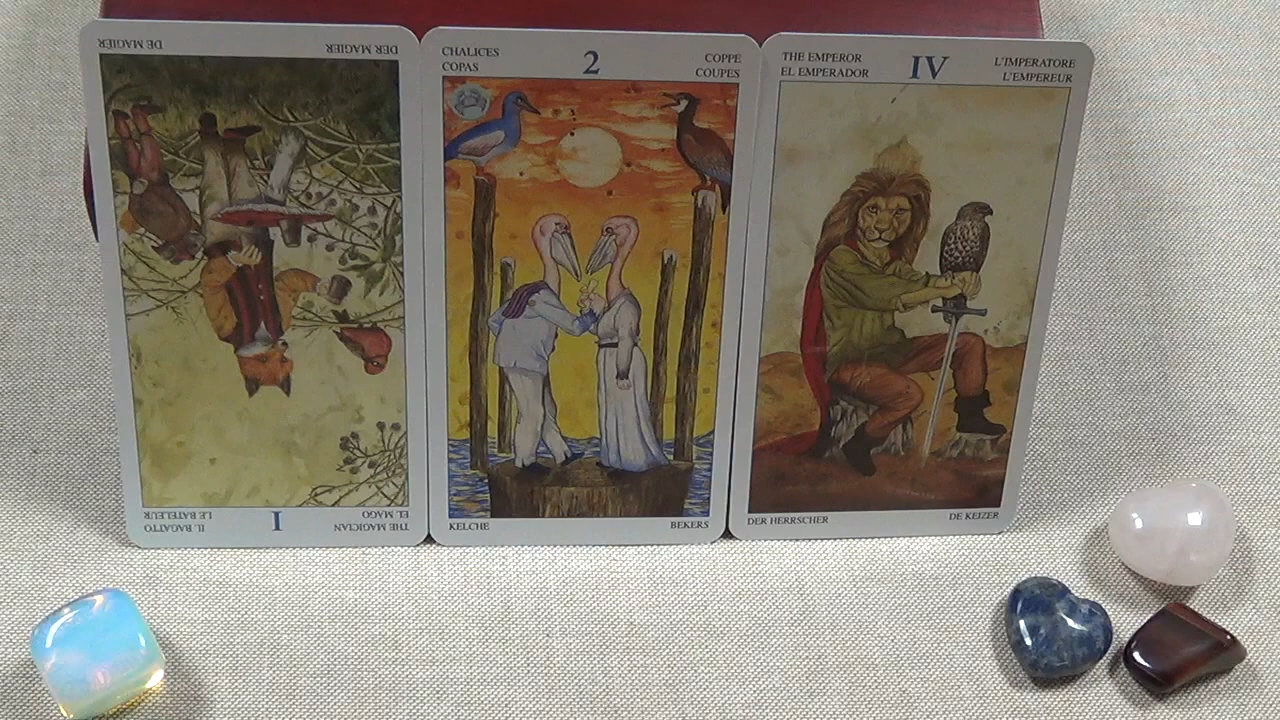 DE MAGIER
DER MAGIER
IL BAGATTO
LE BATELEUR
I
THE MAGICIAN
EL MAGO
CHALICES
COPAS
2
COPPE
COUPES
KELCHE
BEKERS
THE EMPEROR
EL EMPERADOR
IV
L'IMPERATORE
L'EMPEREUR
DER HERRSCHER
DE KEIZER